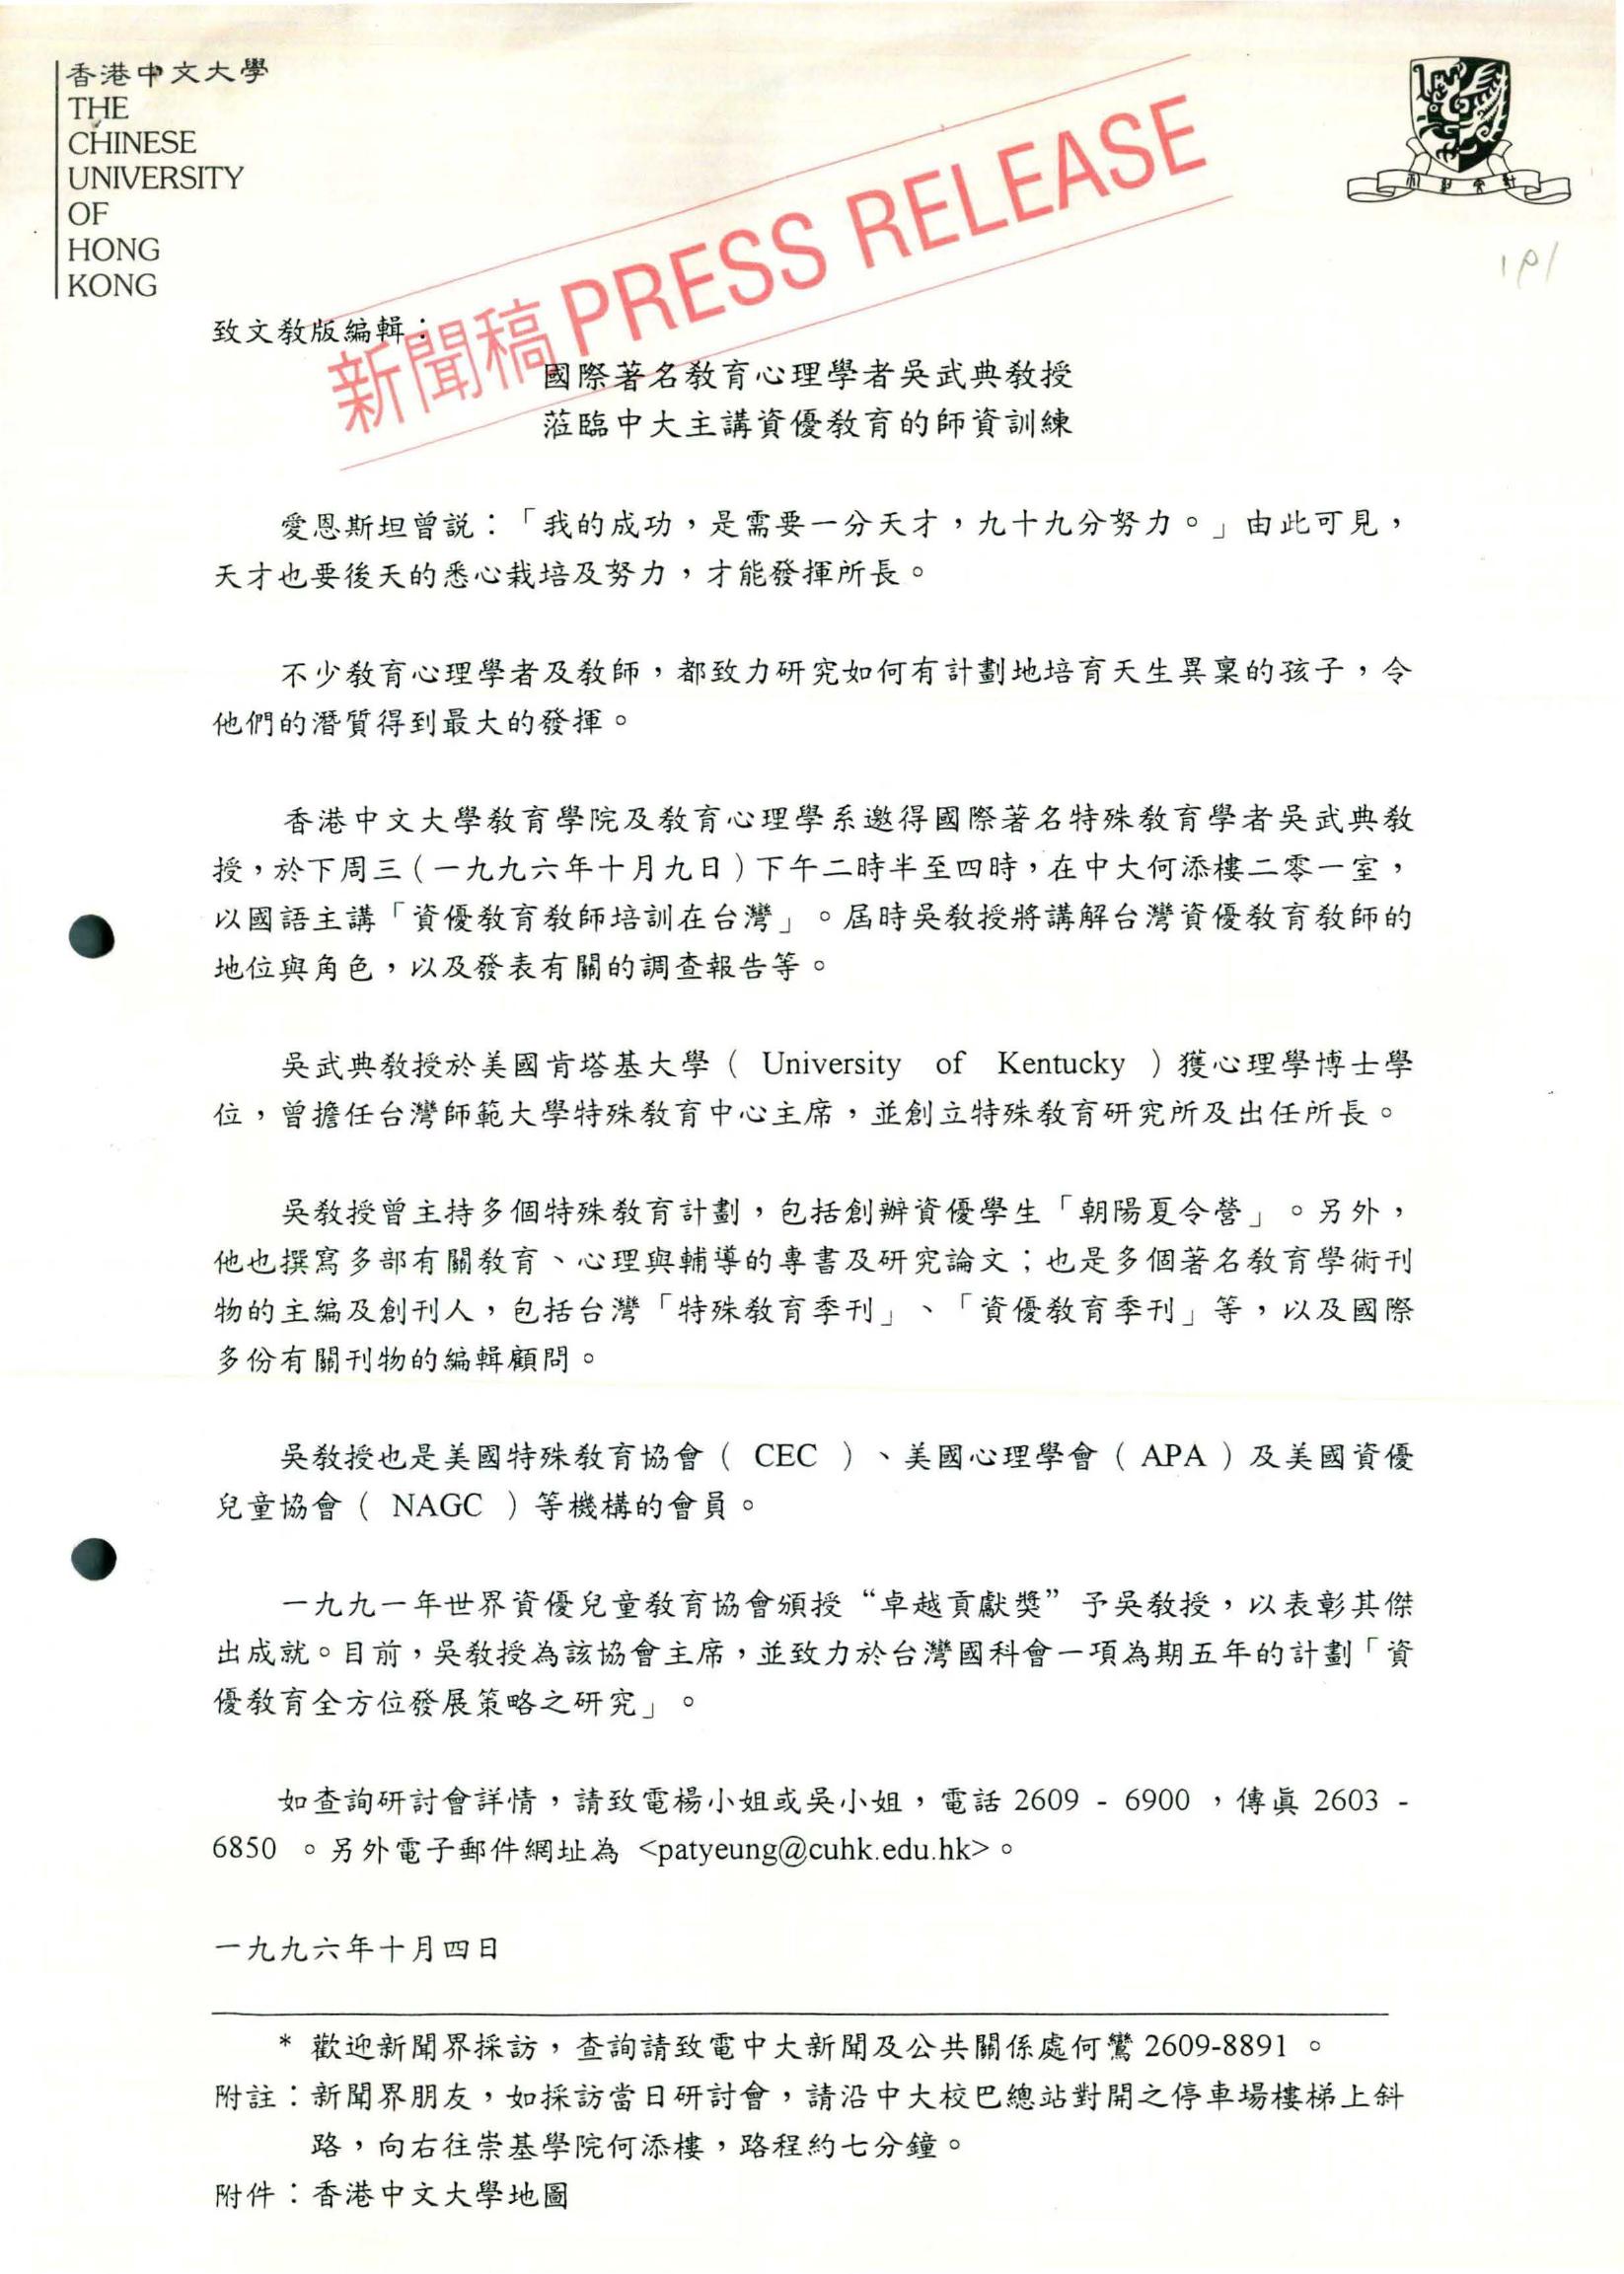 香港中文大學
THE
CHINESE
UNIVERSITY
OF
HONG
KONG
新聞稿 PRESS RELEASE
致文教版編輯：
國際著名教育心理學者吳武典教授
蒞臨中大主講資優教育的師資訓練
愛恩斯坦曾説：「我的成功，是需要一分天才，九十九分努力。」由此可見，
天才也要後天的悉心栽培及努力，才能發揮所長。
不少教育心理學者及教師，都致力研究如何有計劃地培育天生異稟的孩子，令
他們的潛質得到最大的發揮。
香港中文大學教育學院及教育心理學系邀得國際著名特殊教育學者吳武典教
授，於下周三(一九九六年十月九日)下午二時半至四時，在中大何添樓二零一室，
以國語主講「資優教育教師培訓在台灣」。屆時吳教授將講解台灣資優教育教師的
地位與角色，以及發表有關的調查報告等。
吳武典教授於美國肯塔基大學( University of Kentucky )獲心理學博士學
位，曾擔任台灣師範大學特殊教育中心主席，並創立特殊教育研究所及出任所長。
吳教授曾主持多個特殊教育計劃，包括創辦資優學生「朝陽夏令營」。另外，
他也撰寫多部有關教育、心理與輔導的專書及研究論文；也是多個著名教育學術刊
物的主編及創刊人，包括台灣「特殊教育季刊」、「資優教育季刊」等，以及國際
多份有關刊物的編輯顧問。
吳教授也是美國特殊教育協會( CEC )、美國心理學會( APA )及美國資優
兒童協會( NAGC )等機構的會員。
一九九一年世界資優兒童教育協會頒授“卓越貢獻獎”予吳教授，以表彰其傑
出成就。目前，吳教授為該協會主席，並致力於台灣國科會一項為期五年的計劃「資
優教育全方位發展策略之研究」。
如查詢研討會詳情，請致電楊小姐或吳小姐，電話 2609 - 6900 ，傳真 2603 -
6850 。另外電子郵件網址為 <patyeung@cuhk.edu.hk>。
一九九六年十月四日
* 歡迎新聞界採訪，查詢請致電中大新聞及公共關係處何鸞 2609-8891 。
附註：新聞界朋友，如採訪當日研討會，請沿中大校巴總站對開之停車場樓梯上斜
路，向右往崇基學院何添樓，路程約七分鐘。
附件：香港中文大學地圖